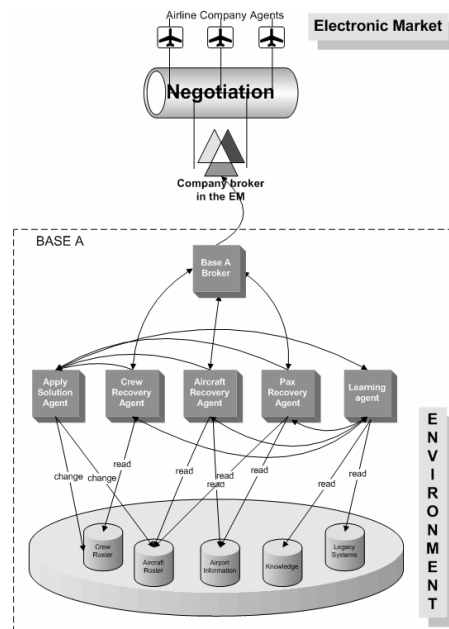 Airline Company Agents
Electronic Market
Negotiation
Company broker
in the EM
BASE A
Base A
Broker
Apply
Solution
Agent
Crew
Recovery
Agent
Aircraft
Recovery
Agent
Pax
Recovery
Agent
Learning
agent
change
change
read
read
read
read
read
read
Crew
Roster
Aircraft
Roster
Airport
Information
Knowledge
Legacy
Systems
E
N
V
I
R
O
N
M
E
N
T